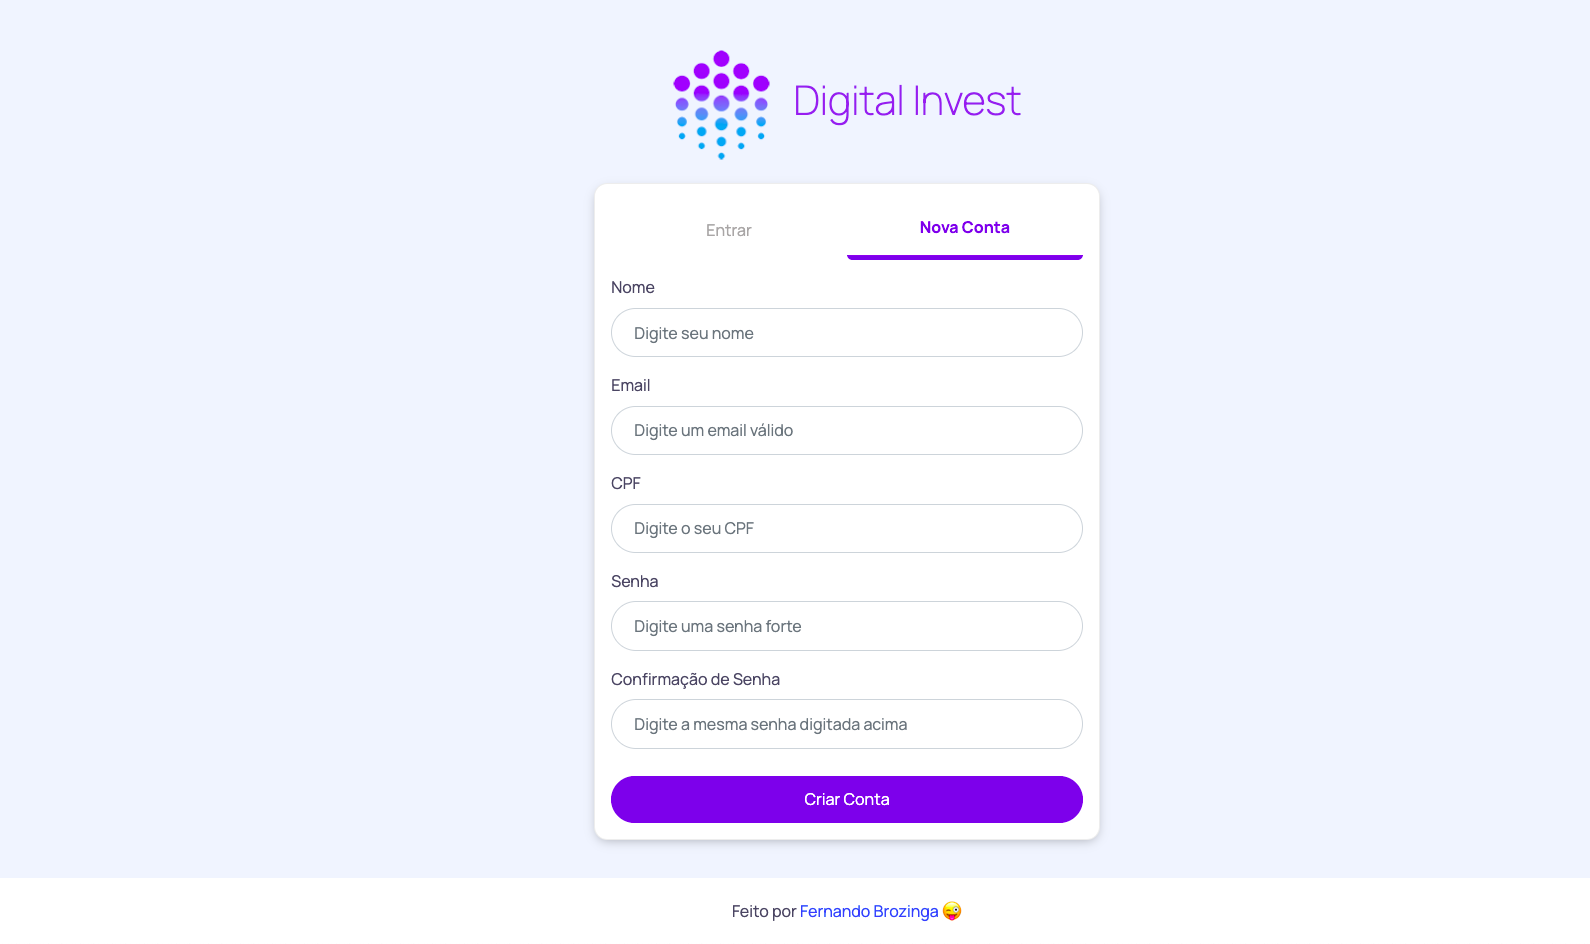 Digital Invest
Entrar
Nova Conta
Nome
Digite seu nome
Email
Digite um email válido
CPF
Digite o seu CPF
Senha
Digite uma senha forte
Confirmação de Senha
Digite a mesma senha digitada acima
Criar Conta
Feito por Fernando Brozinga 😜